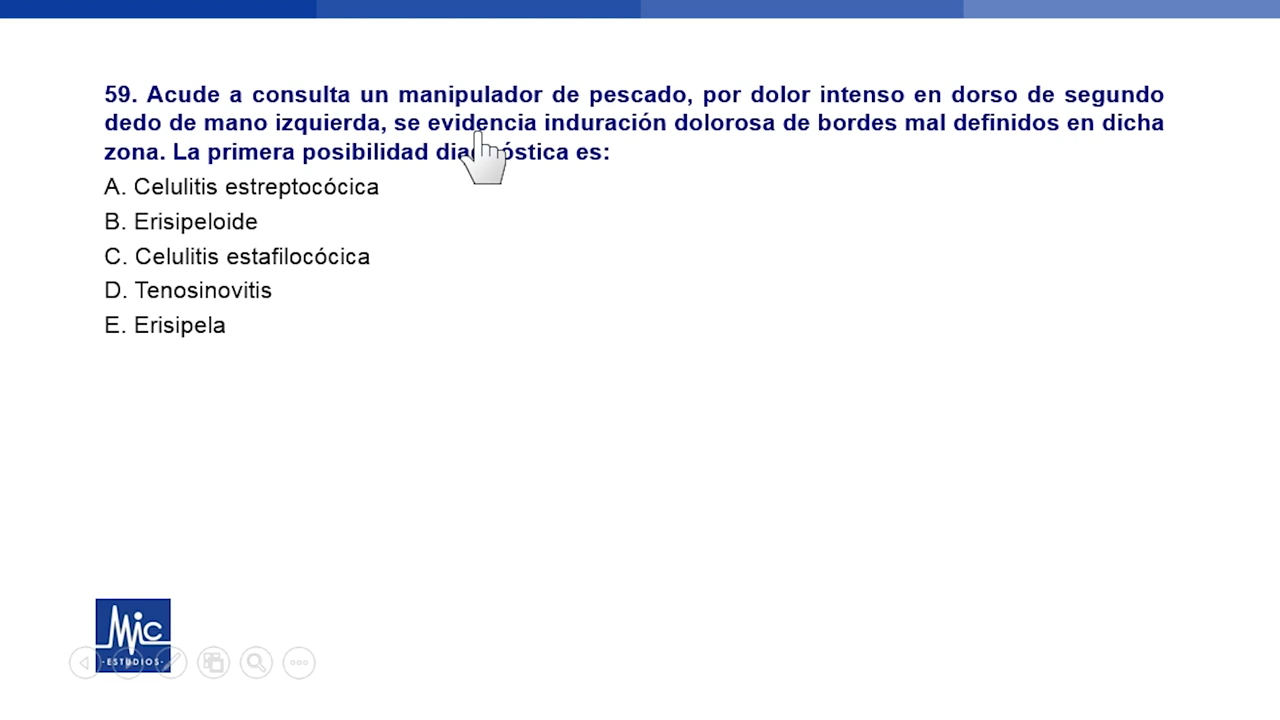 59. Acude a consulta un manipulador de pescado, por dolor intenso en dorso de segundo
dedo de mano izquierda, se evidencia induración dolorosa de bordes mal definidos en dicha
zona. La primera posibilidad diagnóstica es:
A. Celulitis estreptocócica
B. Erisipeloide
C. Celulitis estafilocócica
D. Tenosinovitis
E. Erisipela
Mic
-ESTUDIOS-